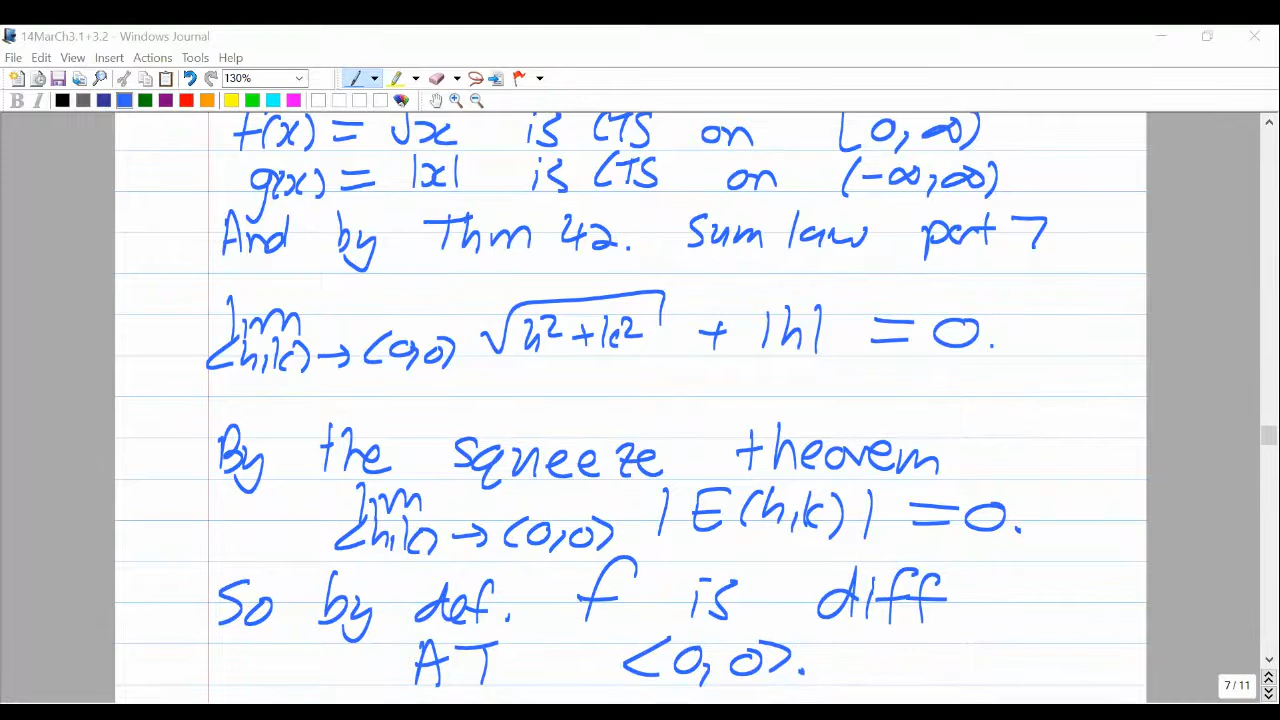 14MarCh3.1+3.2 - Windows Journal
File Edit View Insert Actions Tools Help
130%
B I
f(x) = √x is CTS on [0, ∞)
g(x) = |x| is CTS on (-∞, ∞)
And by Thm 42. Sum law part 7
lim <h,k> → <0,0> √(h² + k²) + |h| = 0.
By the squeeze theorem
lim <h,k> → <0,0> |E(h,k)| = 0.
So by def. f is diff
AT <0,0>.
7/11